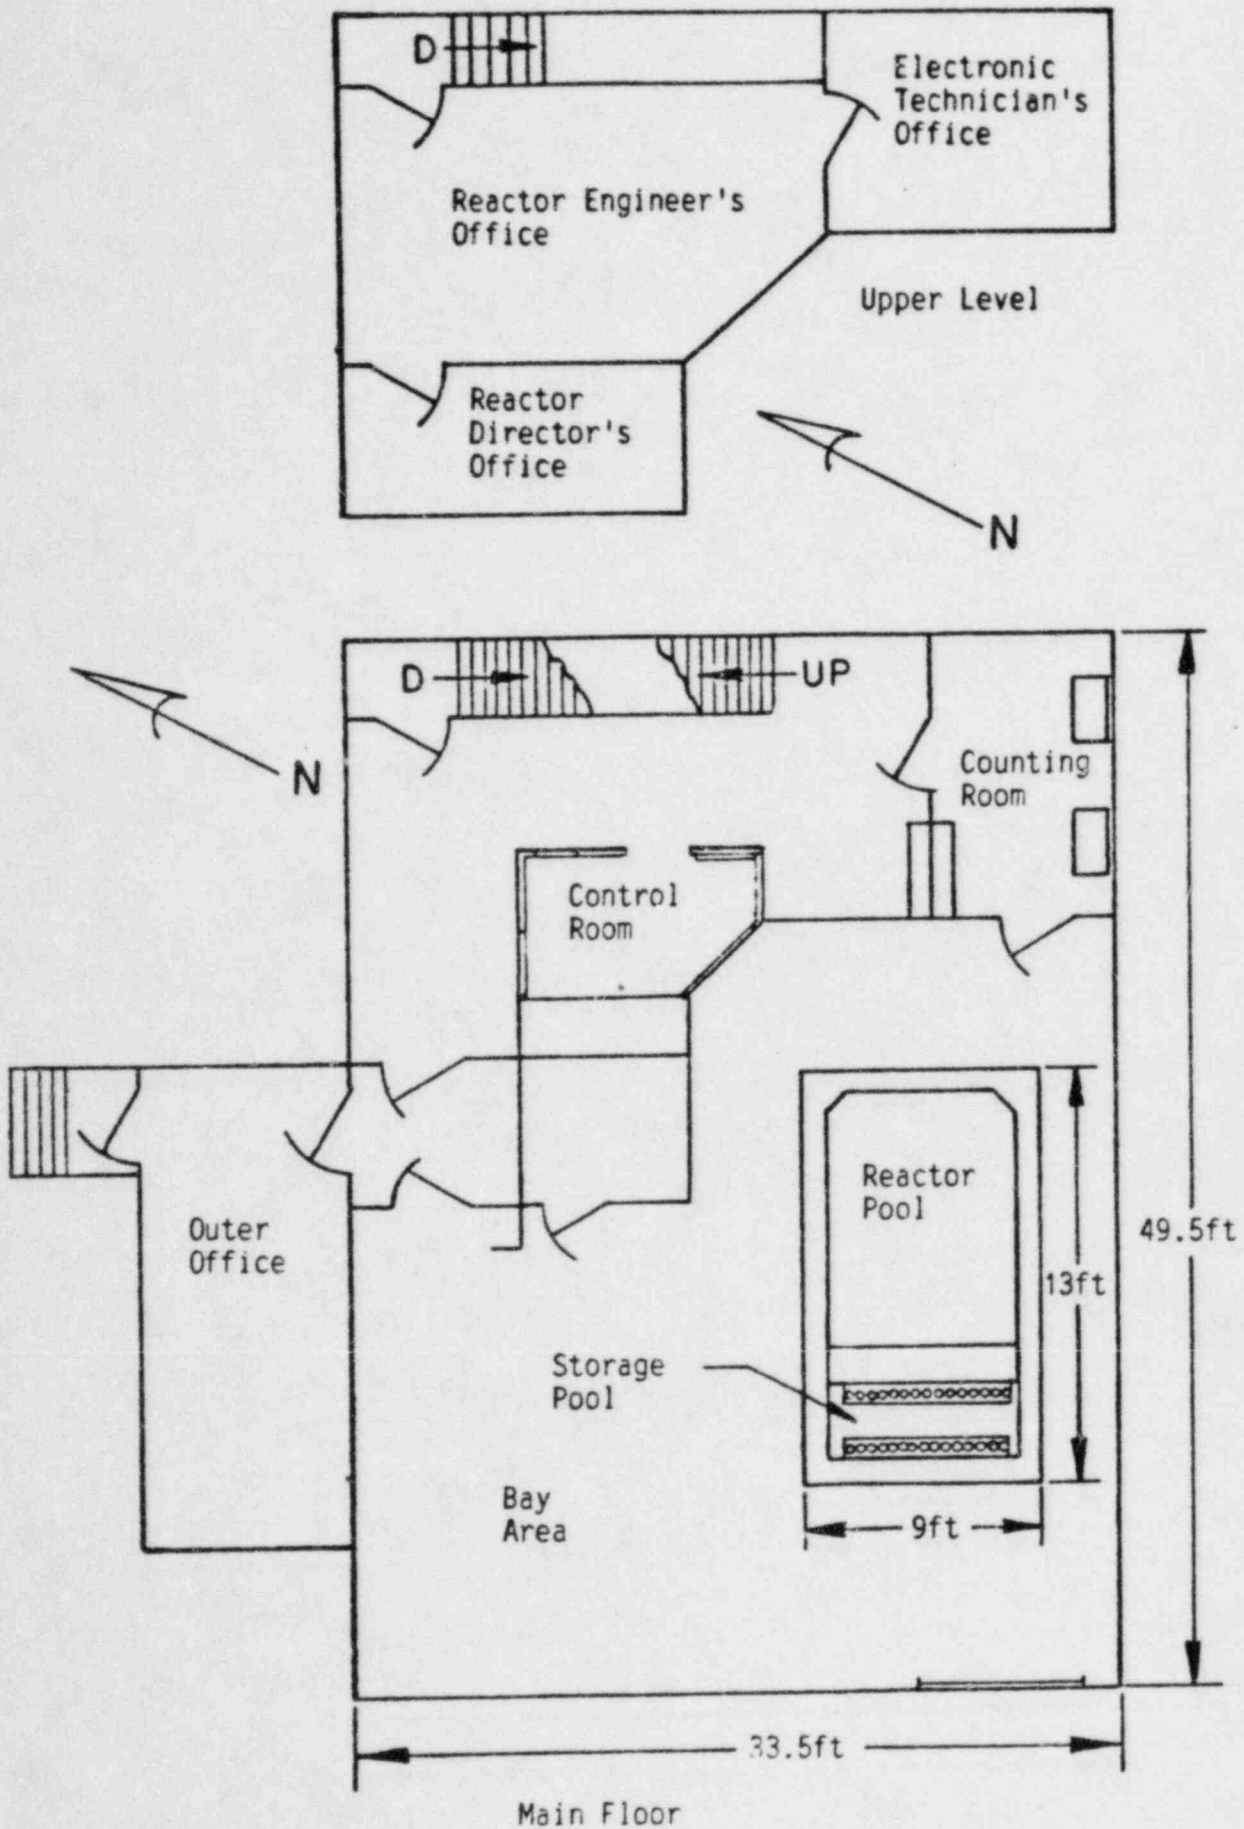 D
Electronic
Technician's
Office
Reactor Engineer's
Office
Upper Level
Reactor
Director's
Office
N
D
UP
N
Counting
Room
Control
Room
Reactor
Pool
Outer
Office
49.5ft
13ft
Storage
Pool
Bay
Area
9ft
33.5ft
Main Floor